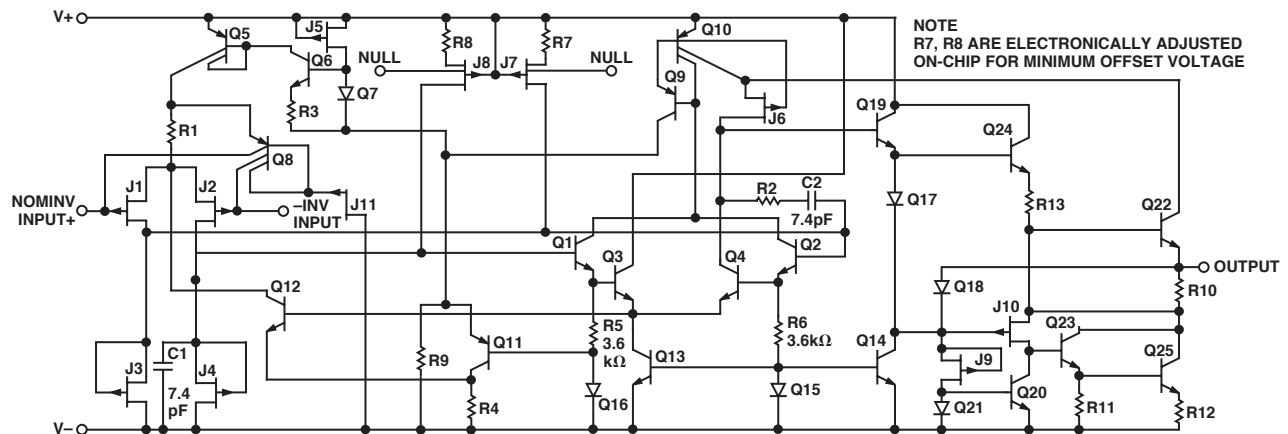 V+
Q5
J5
Q6
Q7
R3
NULL
R8
J8
J7
R7
NULL
Q10
Q9
J6
NOTE
R7, R8 ARE ELECTRONICALLY ADJUSTED
ON-CHIP FOR MINIMUM OFFSET VOLTAGE
Q19
Q24
R1
Q8
J1
J2
NOMINV
INPUT+
–INV
INPUT
J11
R2
C2
7.4pF
Q17
R13
Q22
Q1
Q3
Q4
Q2
OUTPUT
Q12
Q18
R10
J10
R5
3.6
kΩ
R6
3.6kΩ
Q23
Q11
R9
Q13
Q14
J9
Q25
J3
C1
7.4
pF
J4
R4
Q16
Q15
Q21
Q20
R11
R12
V–